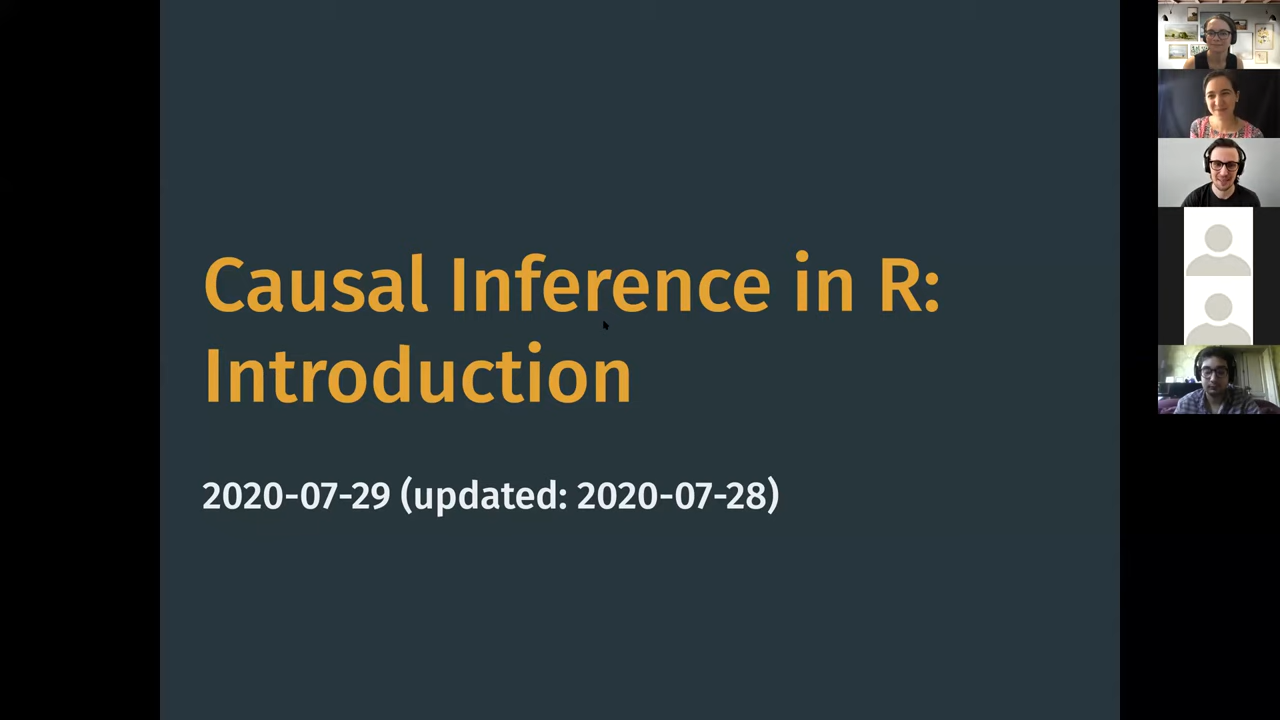 Causal Inference in R:
Introduction
2020-07-29 (updated: 2020-07-28)